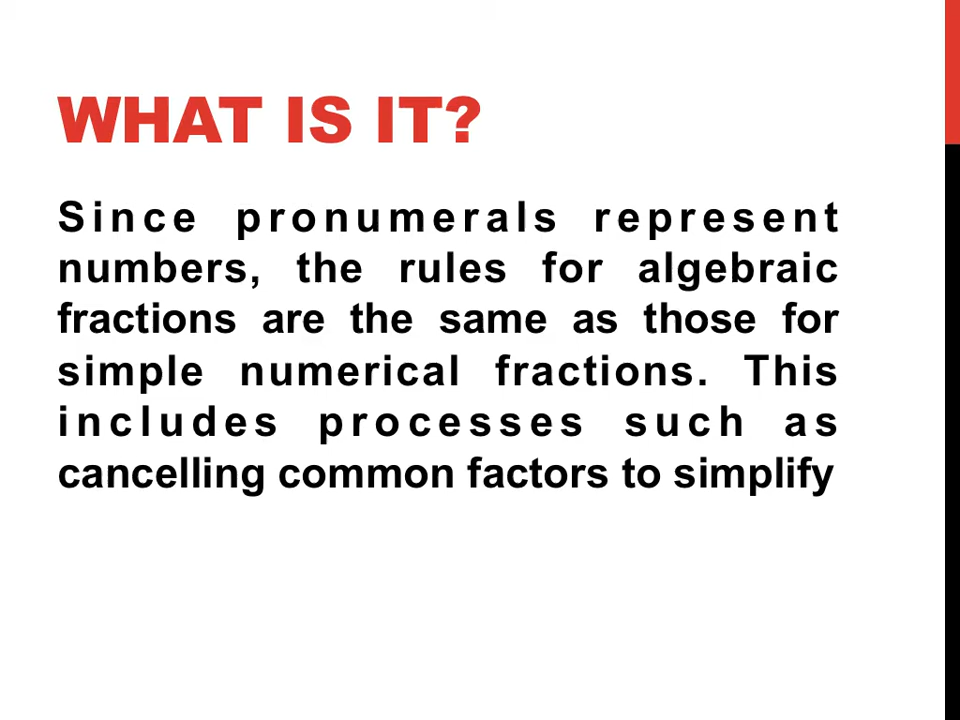 WHAT IS IT?
Since pronumerals represent
numbers, the rules for algebraic
fractions are the same as those for
simple numerical fractions. This
includes processes such as
cancelling common factors to simplify